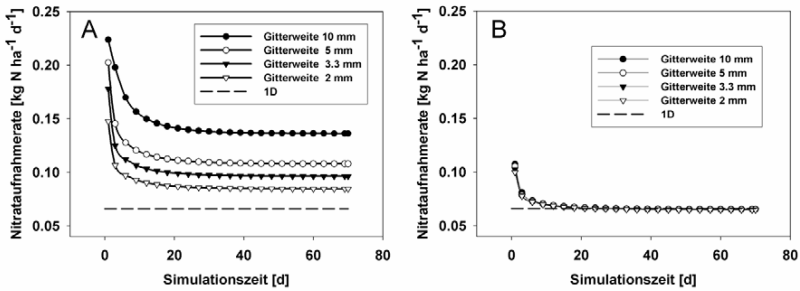 A
Gitterweite 10 mm
Gitterweite 5 mm
Gitterweite 3.3 mm
Gitterweite 2 mm
1D
Nitrataufnahmerate [kg N ha⁻¹ d⁻¹]
0.25
0.20
0.15
0.10
0.05
0 20 40 60 80
Simulationszeit [d]
B
Gitterweite 10 mm
Gitterweite 5 mm
Gitterweite 3.3 mm
Gitterweite 2 mm
1D
Nitrataufnahmerate [kg N ha⁻¹ d⁻¹]
0.25
0.20
0.15
0.10
0.05
0 20 40 60 80
Simulationszeit [d]